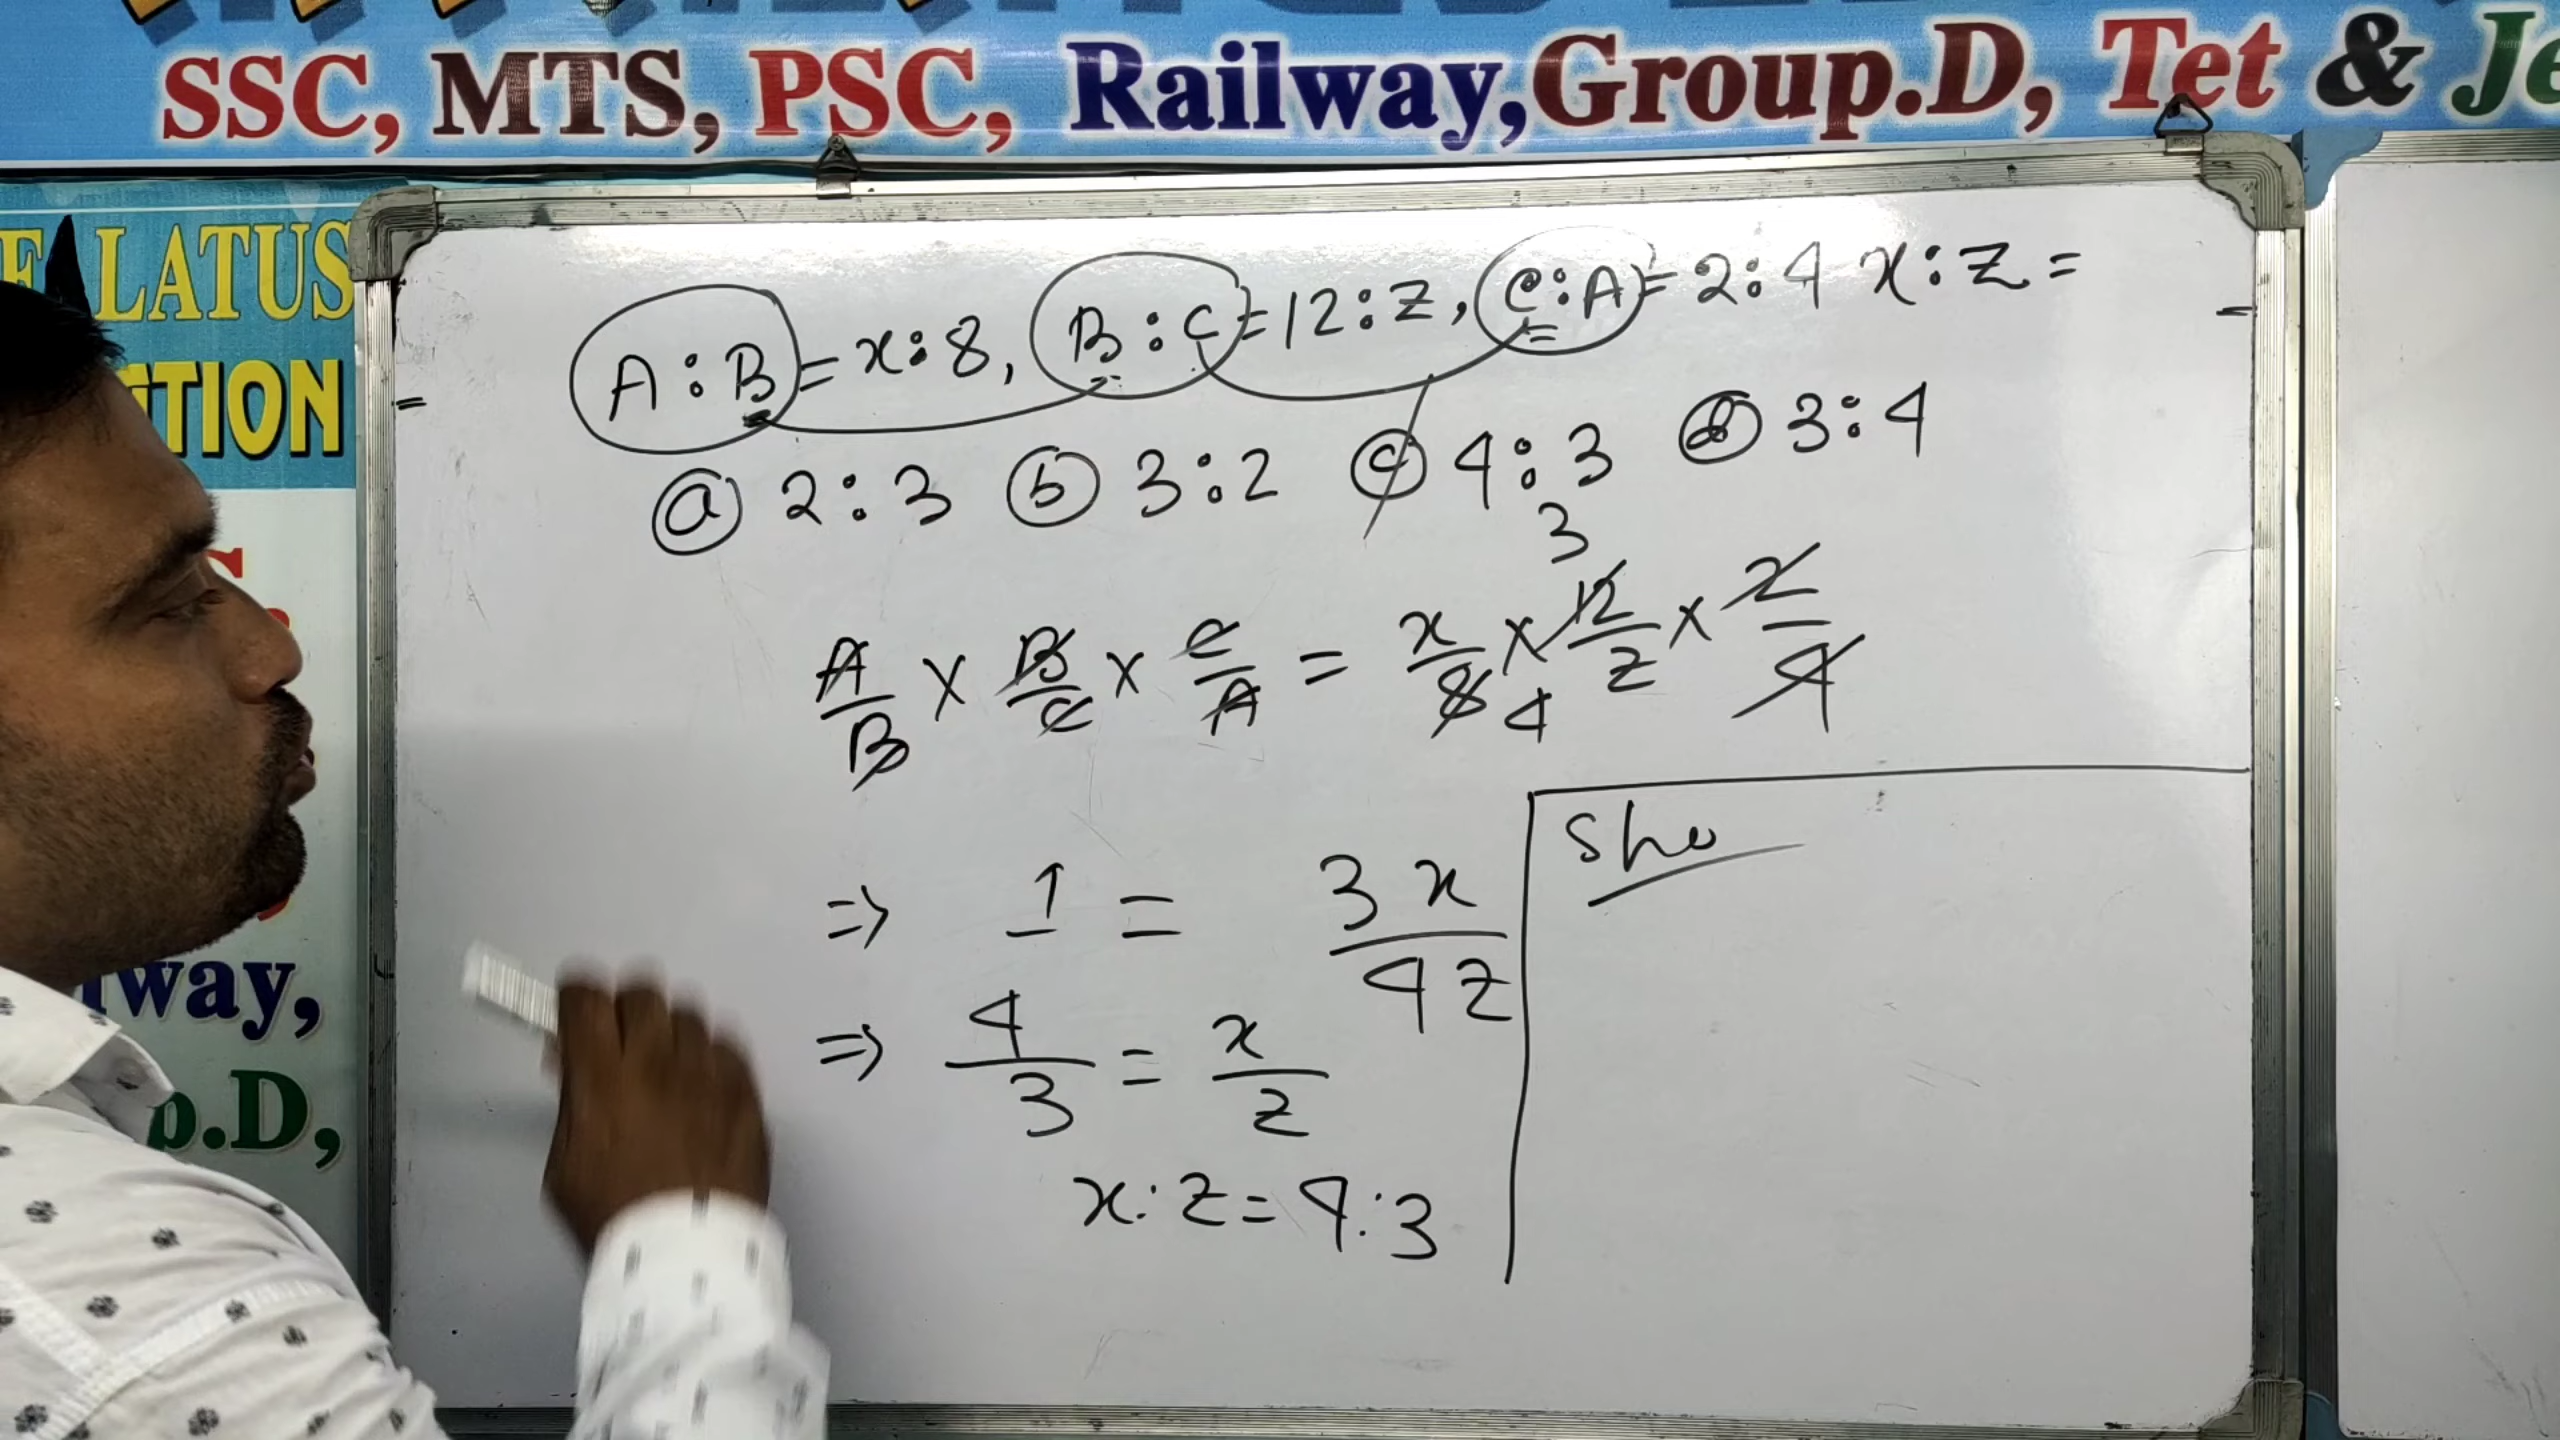 SSC, MTS, PSC, Railway, Group.D, Tet & Je
LATUS
TION
way,
p.D,
A : B = x : 8, B : C = 12 : Z, C : A = 2 : 4 x : Z =
ⓐ 2 : 3 ⓑ 3 : 2 ⓒ 4 : 3 ⓓ 3 : 4
3
A/B × B/C × C/A = x/8 4 × 12/Z × 2/4
⇒ 1 = 3x/4Z
⇒ 4/3 = x/z
x : z = 4 : 3
Sho